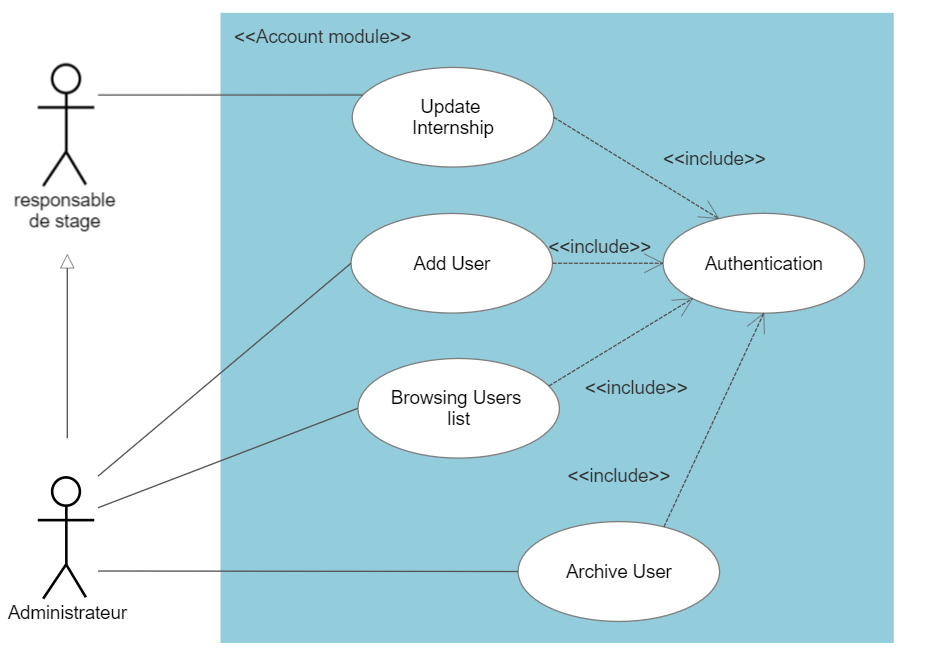 <<Account module>>
Update
Internship
<<include>>
responsable
de stage
<<include>>
Add User
Authentication
<<include>>
Browsing Users
list
<<include>>
Archive User
Administrateur